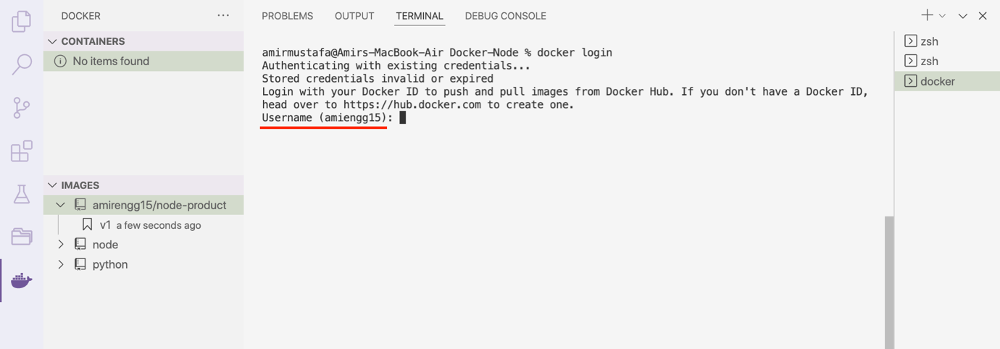 DOCKER
PROBLEMS OUTPUT TERMINAL DEBUG CONSOLE
CONTAINERS
No items found
IMAGES
amirengg15/node-product
v1 a few seconds ago
node
python
amirmustafa@Amirs-MacBook-Air Docker-Node % docker login
Authenticating with existing credentials...
Stored credentials invalid or expired
Login with your Docker ID to push and pull images from Docker Hub. If you don't have a Docker ID,
head over to https://hub.docker.com to create one.
Username (amiengg15):
zsh
zsh
docker